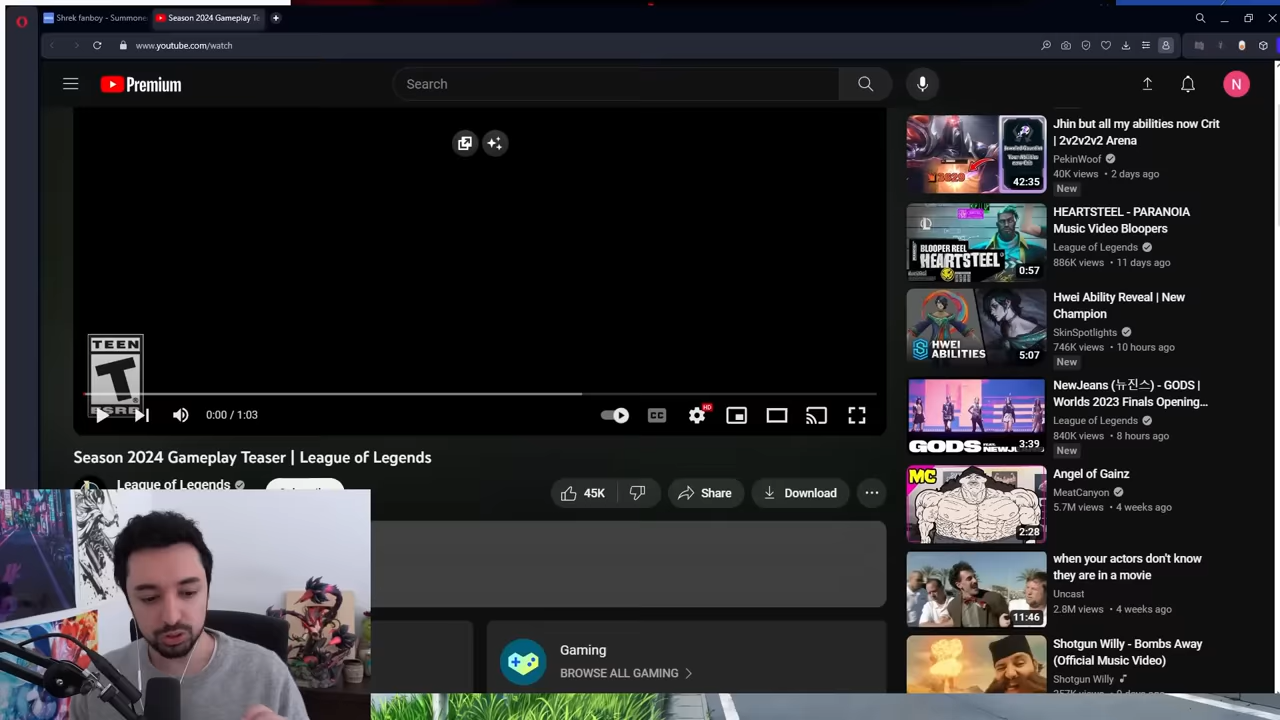 Shrek fanboy - Summone
Season 2024 Gameplay Te
www.youtube.com/watch
Premium
Search
N
TEEN
T
ESRB
0:00 / 1:03
CC
HD
Season 2024 Gameplay Teaser | League of Legends
League of Legends
45K
Share
Download
Gaming
BROWSE ALL GAMING
42:35
Jhin but all my abilities now Crit
| 2v2v2v2 Arena
PekinWoof
40K views • 2 days ago
New
BLOOPER REEL
HEARTSTEEL
0:57
HEARTSTEEL - PARANOIA
Music Video Bloopers
League of Legends
886K views • 11 days ago
HWEI
ABILITIES
5:07
Hwei Ability Reveal | New
Champion
SkinSpotlights
746K views • 10 hours ago
New
GODS
3:39
NewJeans (뉴진스) - GODS |
Worlds 2023 Finals Opening...
League of Legends
840K views • 8 hours ago
New
MC
2:28
Angel of Gainz
MeatCanyon
5.7M views • 4 weeks ago
11:46
when your actors don't know
they are in a movie
Uncast
2.8M views • 4 weeks ago
Shotgun Willy - Bombs Away
(Official Music Video)
Shotgun Willy